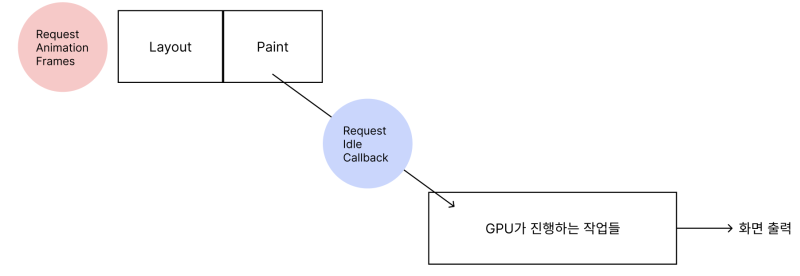 Request
Animation
Frames
Layout
Paint
Request
Idle
Callback
GPU가 진행하는 작업들
화면 출력